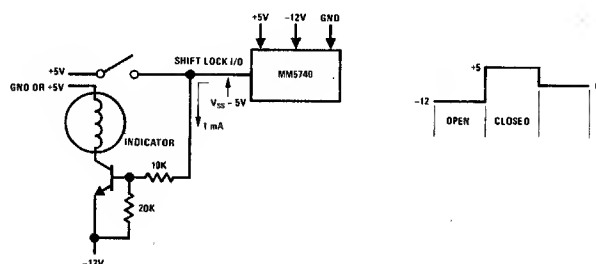 +5V -12V GND
+5V
SHIFT LOCK I/O
MM5740
GND OR +5V
VSS - 5V
1 mA
INDICATOR
10K
20K
-12V
+5
-12
OPEN CLOSED